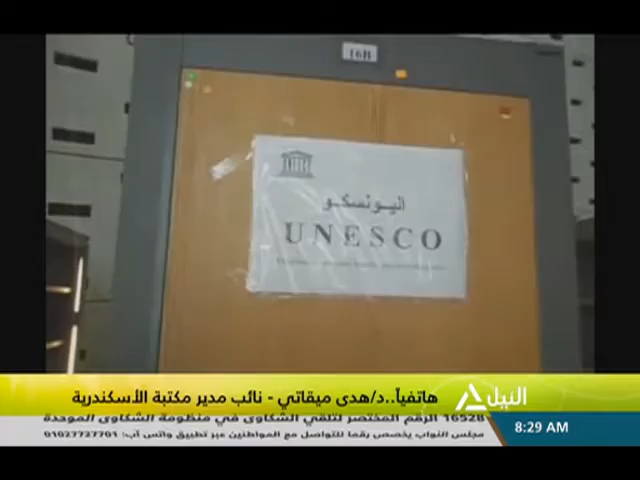 16B
اليونسكو
UNESCO
هاتفياً..د/هدى ميقاتي - نائب مدير مكتبة الأسكندرية
النيل
16528 الرقم المختصر لتلقي الشكاوى في منظومة الشكاوى الموحدة
مجلس النواب يخصص رقما للتواصل مع المواطنين عبر تطبيق واتس آب: 01027727701
8:29 AM